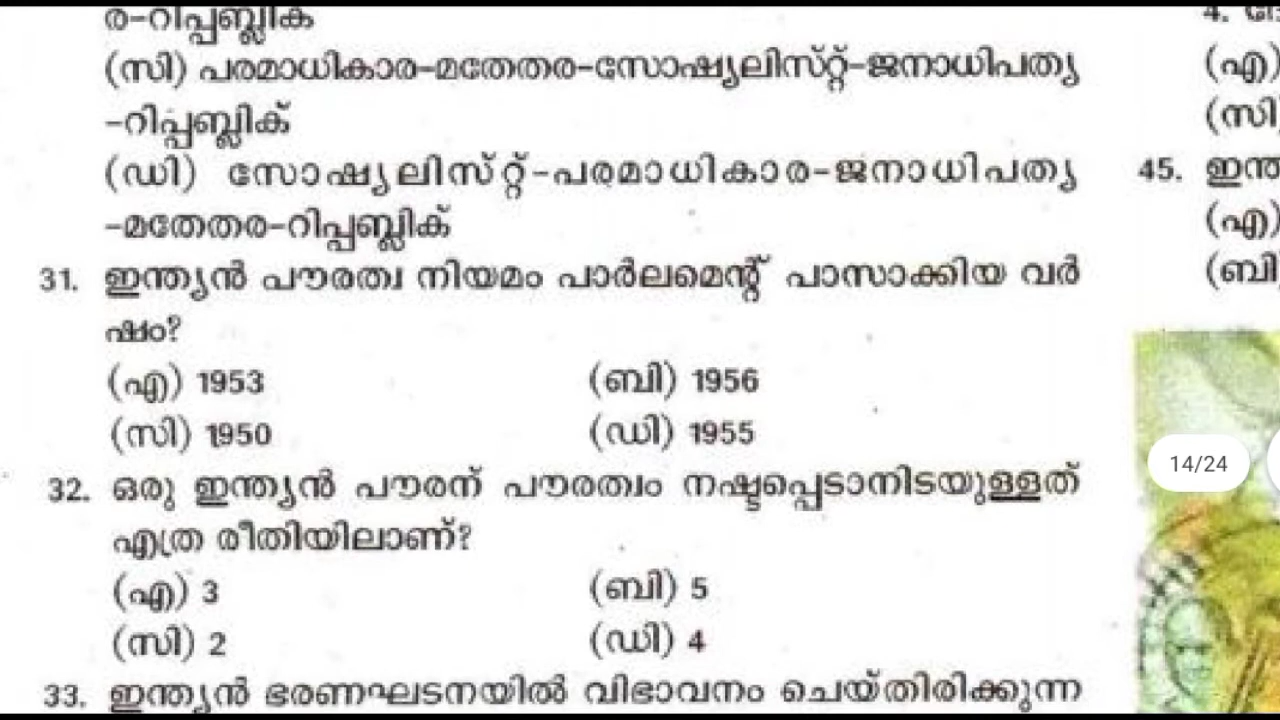 ര-റിപ്പബ്ലിക്
(സി) പരമാധികാര-മതേതര-സോഷ്യലിസ്റ്റ്-ജനാധിപത്യ
-റിപ്പബ്ലിക്
(ഡി) സോഷ്യലിസ്റ്റ്-പരമാധികാര-ജനാധിപത്യ
-മതേതര-റിപ്പബ്ലിക്
31. ഇന്ത്യൻ പൗരത്വ നിയമം പാർലമെന്റ് പാസാക്കിയ വർ
ഷം?
(എ) 1953 (ബി) 1956
(സി) 1950 (ഡി) 1955
32. ഒരു ഇന്ത്യൻ പൗരന് പൗരത്വം നഷ്ടപ്പെടാനിടയുള്ളത്
എത്ര രീതിയിലാണ്?
(എ) 3 (ബി) 5
(സി) 2 (ഡി) 4
33. ഇന്ത്യൻ ഭരണഘടനയിൽ വിഭാവനം ചെയ്തിരിക്കുന്ന
4.
(എ)
(സി
45. ഇന്ത
(എ)
(ബി
14/24